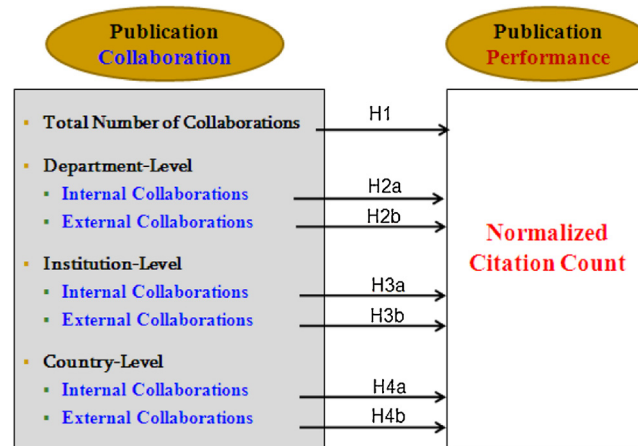 Publication
Collaboration
Publication
Performance
Total Number of Collaborations
H1
Department-Level
Internal Collaborations
H2a
External Collaborations
H2b
Normalized
Citation Count
Institution-Level
Internal Collaborations
H3a
External Collaborations
H3b
Country-Level
Internal Collaborations
H4a
External Collaborations
H4b